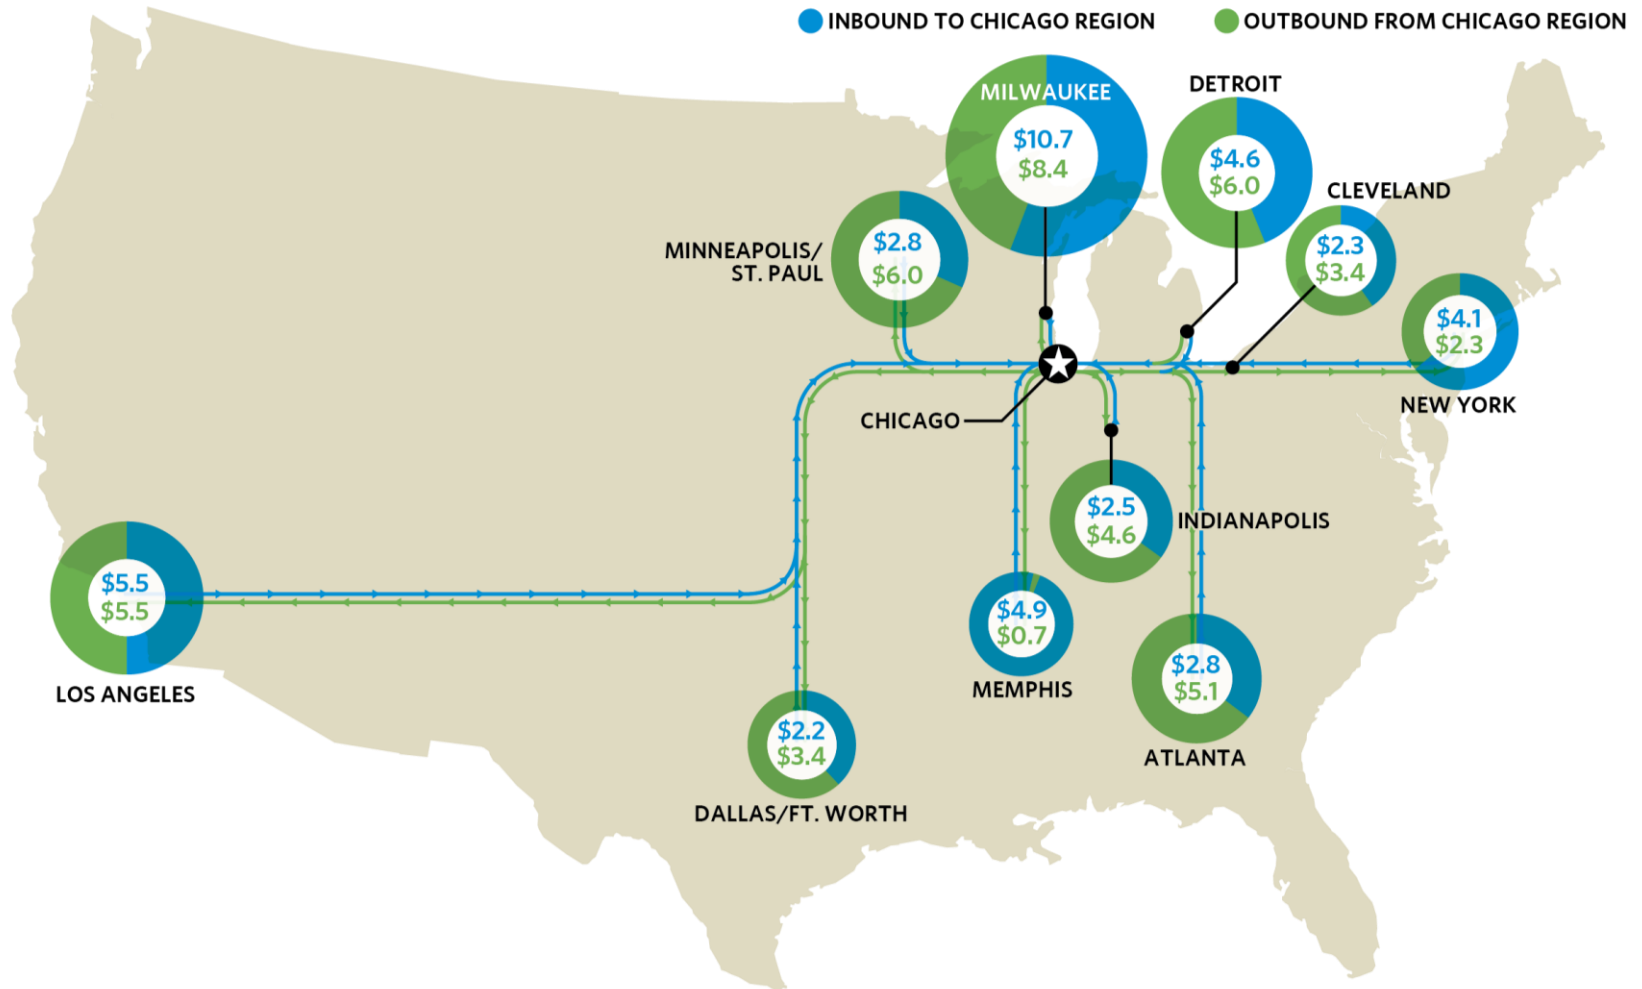 INBOUND TO CHICAGO REGION
OUTBOUND FROM CHICAGO REGION
MILWAUKEE
$10.7
$8.4
DETROIT
$4.6
$6.0
CLEVELAND
$2.3
$3.4
MINNEAPOLIS/
ST. PAUL
$2.8
$6.0
$4.1
$2.3
NEW YORK
CHICAGO
$2.5
$4.6
INDIANAPOLIS
$5.5
$5.5
LOS ANGELES
$4.9
$0.7
MEMPHIS
$2.8
$5.1
ATLANTA
$2.2
$3.4
DALLAS/FT. WORTH